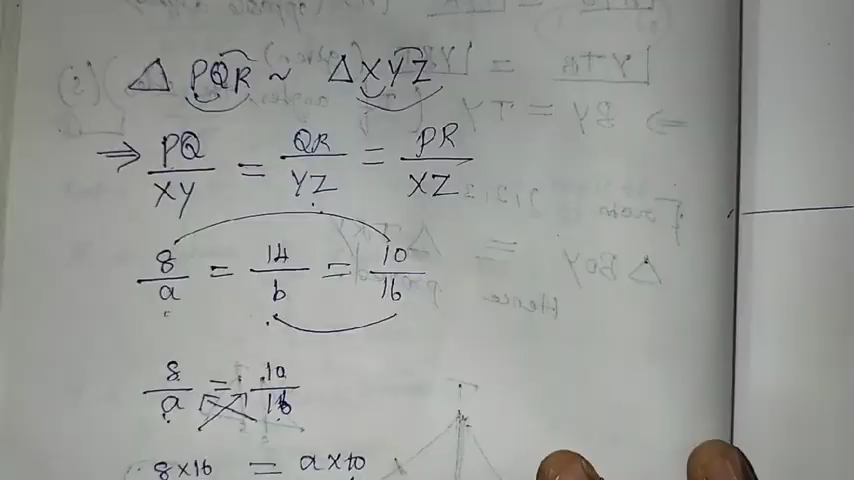 △ PQR ~ △ XYZ
⇒ PQ/XY = QR/YZ = PR/XZ
8/a = 14/b = 10/16
8/a = 10/16
8×16 = a×10